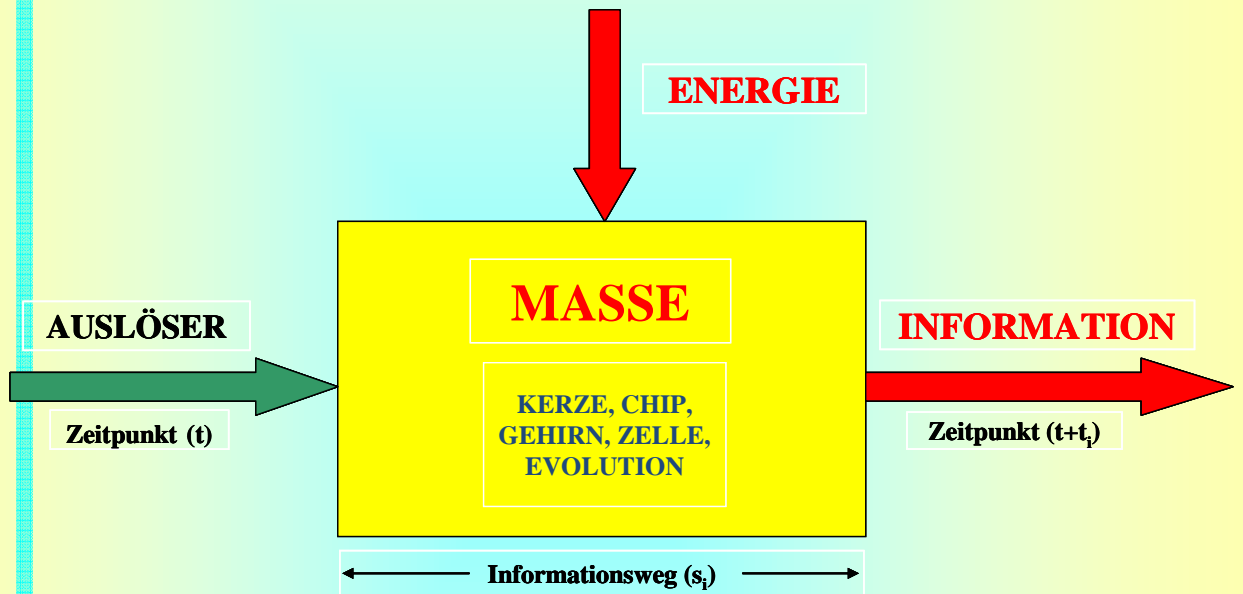 ENERGIE
MASSE
AUSLÖSER
INFORMATION
KERZE, CHIP,
GEHIRN, ZELLE,
EVOLUTION
Zeitpunkt (t)
Zeitpunkt (t+tᵢ)
Informationsweg (sᵢ)